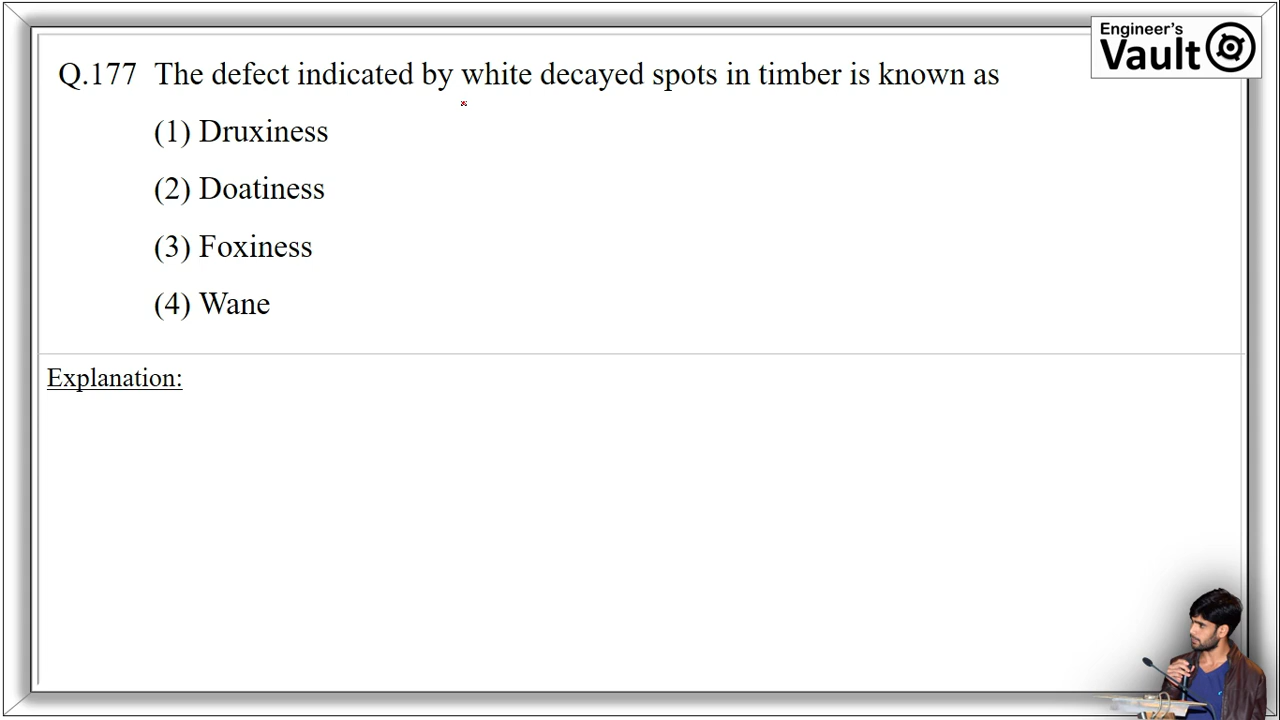 Engineer's
Vault
Q.177 The defect indicated by white decayed spots in timber is known as
(1) Druxiness
(2) Doatiness
(3) Foxiness
(4) Wane
Explanation: